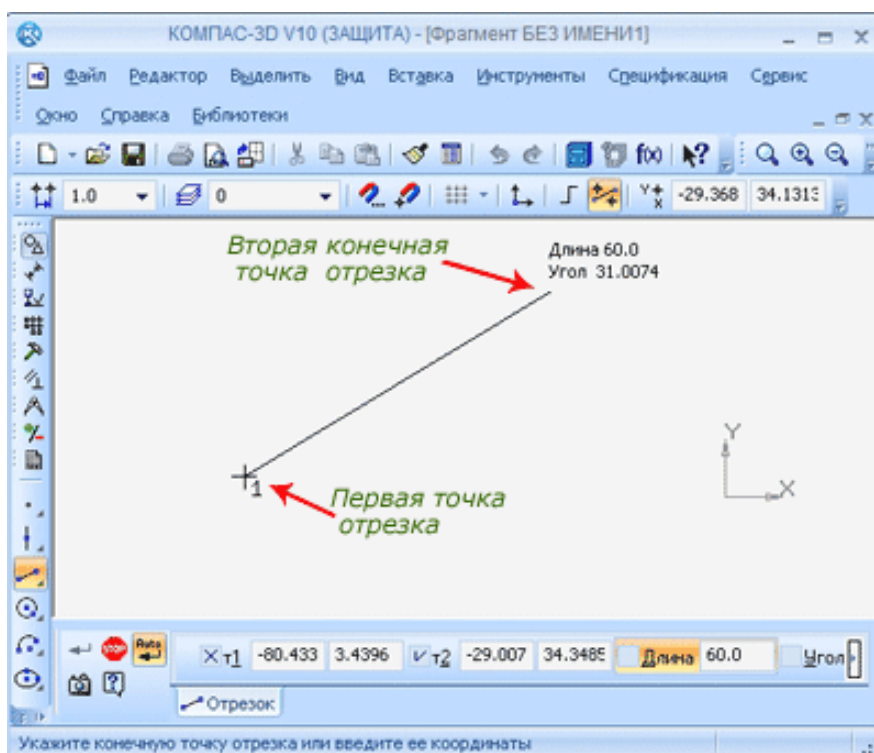 КОМПАС-3D V10 (ЗАЩИТА) - [Фрагмент БЕЗ ИМЕНИ1]
Файл Редактор Выделить Вид Вставка Инструменты Спецификация Сервис
Окно Справка Библиотеки
f(x)
1.0 0 -29.368 34.1313
Вторая конечная
точка отрезка
Длина 60.0
Угол 31.0074
1
Первая точка
отрезка
Y
X
STOP Auto т1 -80.433 3.4396 т2 -29.007 34.3485 Длина 60.0 Угол
Отрезок
Укажите конечную точку отрезка или введите ее координаты